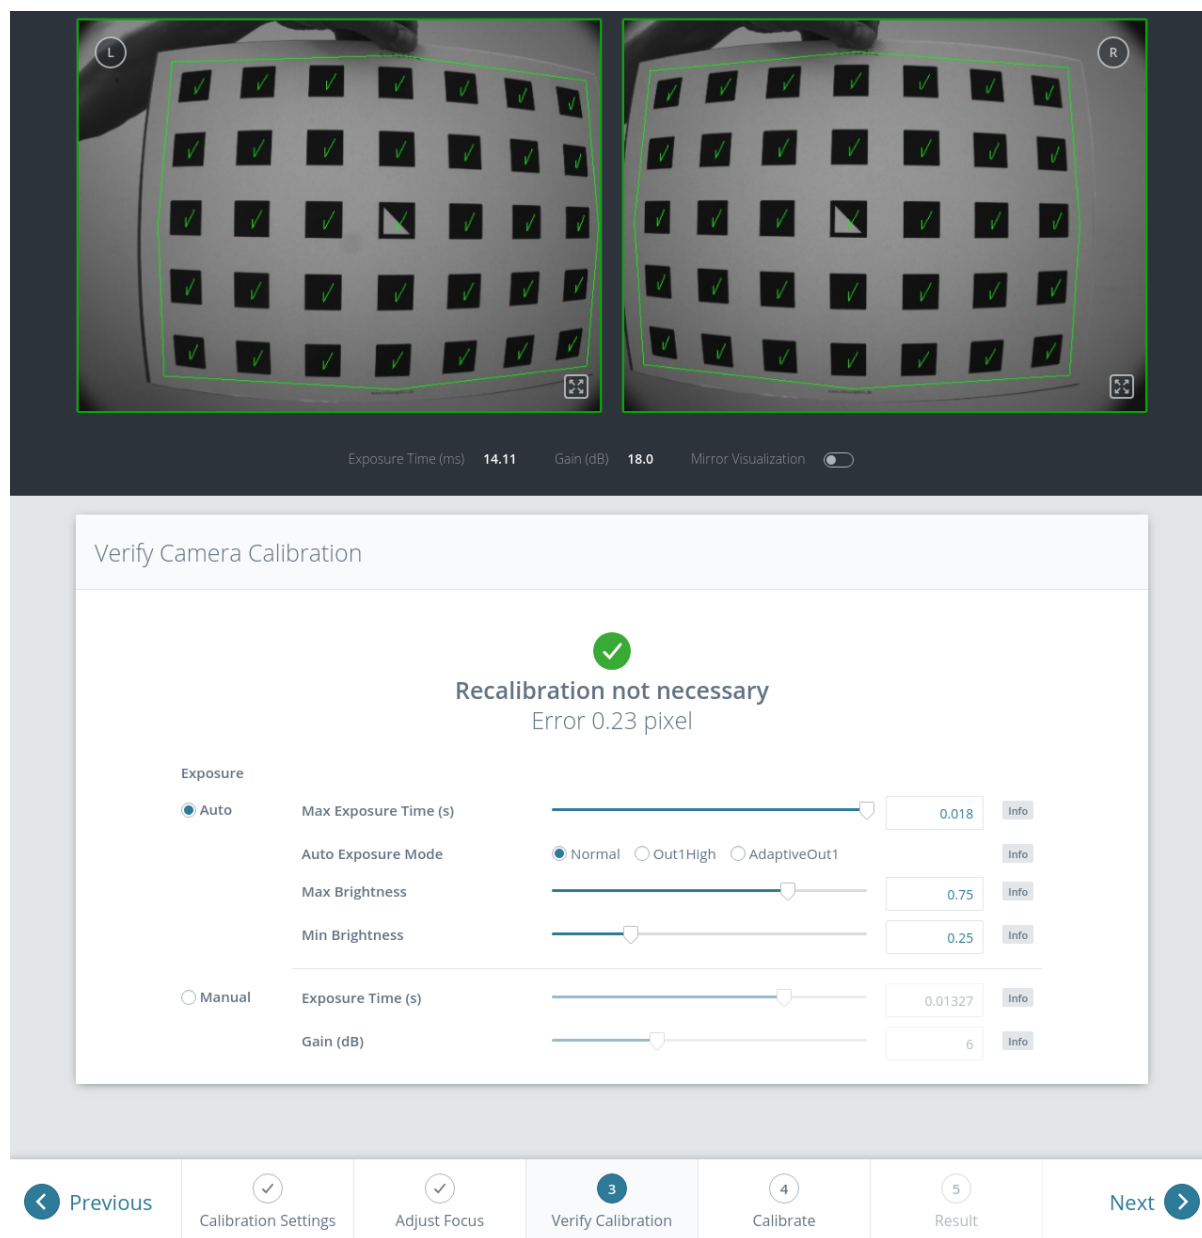 L
R
Exposure Time (ms) 14.11 Gain (dB) 18.0 Mirror Visualization
Verify Camera Calibration
Recalibration not necessary
Error 0.23 pixel
Exposure
Auto Max Exposure Time (s) 0.018 Info
Auto Exposure Mode Normal Out1High AdaptiveOut1 Info
Max Brightness 0.75 Info
Min Brightness 0.25 Info
Manual Exposure Time (s) 0.01327 Info
Gain (dB) 6 Info
Previous
Calibration Settings
Adjust Focus
3
Verify Calibration
4
Calibrate
5
Result
Next